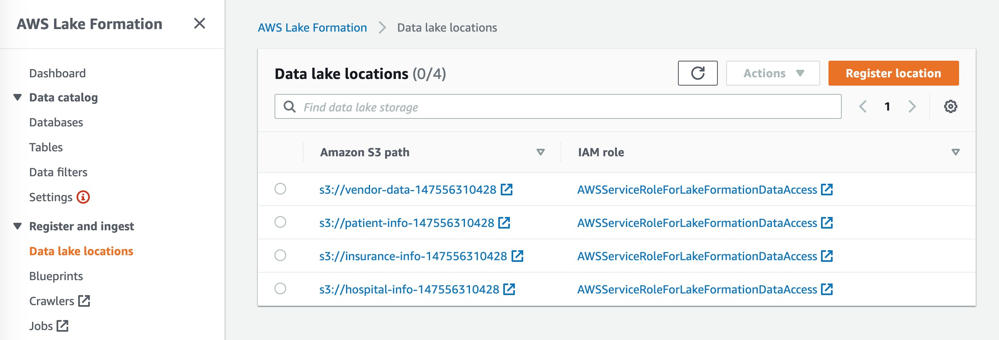 AWS Lake Formation
Dashboard
Data catalog
Databases
Tables
Data filters
Settings
Register and ingest
Data lake locations
Blueprints
Crawlers
Jobs
AWS Lake Formation > Data lake locations
Data lake locations (0/4)
Actions
Register location
Find data lake storage
1
Amazon S3 path
IAM role
s3://vendor-data-147556310428
AWSServiceRoleForLakeFormationDataAccess
s3://patient-info-147556310428
AWSServiceRoleForLakeFormationDataAccess
s3://insurance-info-147556310428
AWSServiceRoleForLakeFormationDataAccess
s3://hospital-info-147556310428
AWSServiceRoleForLakeFormationDataAccess